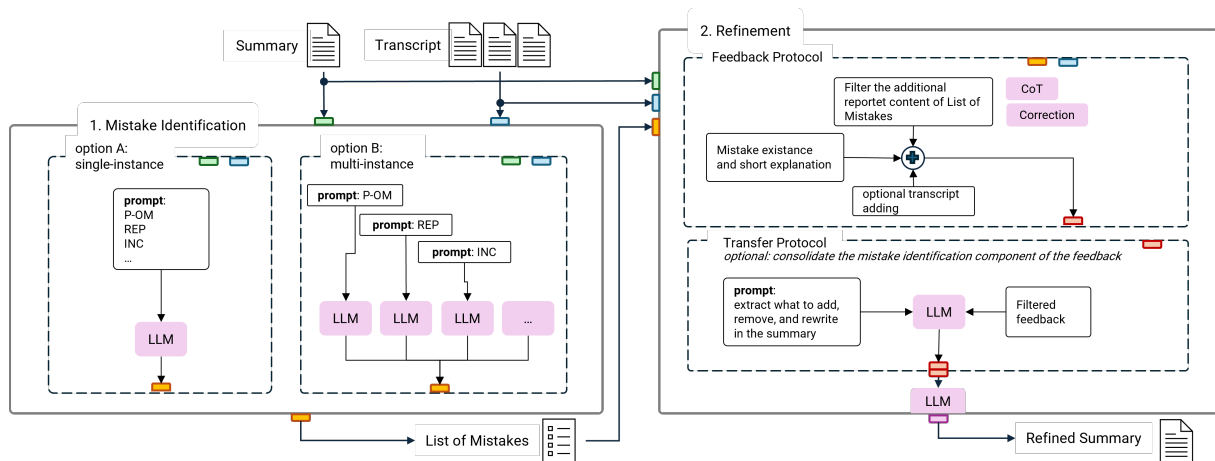 Summary
Transcript
1. Mistake Identification
option A:
single-instance
prompt:
P-OM
REP
INC
...
LLM
option B:
multi-instance
prompt: P-OM
prompt: REP
prompt: INC
LLM
LLM
LLM
...
List of Mistakes
2. Refinement
Feedback Protocol
Filter the additional
reportet content of List of
Mistakes
CoT
Correction
Mistake existance
and short explanation
optional transcript
adding
Transfer Protocol
optional: consolidate the mistake identification component of the feedback
prompt:
extract what to add,
remove, and rewrite
in the summary
LLM
Filtered
feedback
LLM
Refined Summary